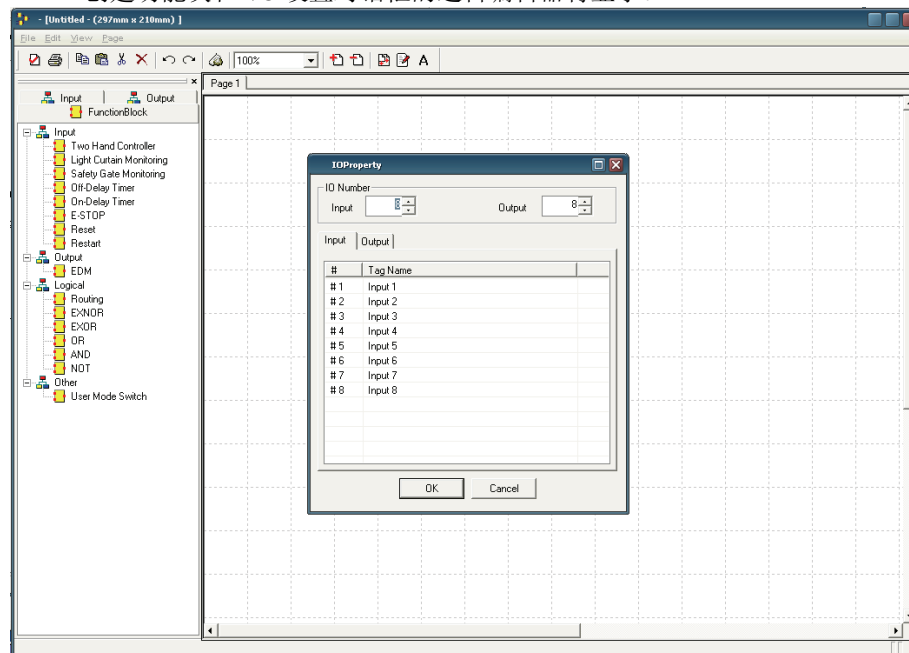 - [Untitled - (297mm x 210mm) ]
File Edit View Page
100%
Input
Output
FunctionBlock
Page 1
Input
Two Hand Controller
Light Curtain Monitoring
Safety Gate Monitoring
Off-Delay Timer
On-Delay Timer
E-STOP
Reset
Restart
Output
EDM
Logical
Routing
EXNOR
EXOR
OR
AND
NOT
Other
User Mode Switch
IOProperty
IO Number
Input 8 Output 8
Input Output
# Tag Name
# 1 Input 1
# 2 Input 2
# 3 Input 3
# 4 Input 4
# 5 Input 5
# 6 Input 6
# 7 Input 7
# 8 Input 8
OK Cancel